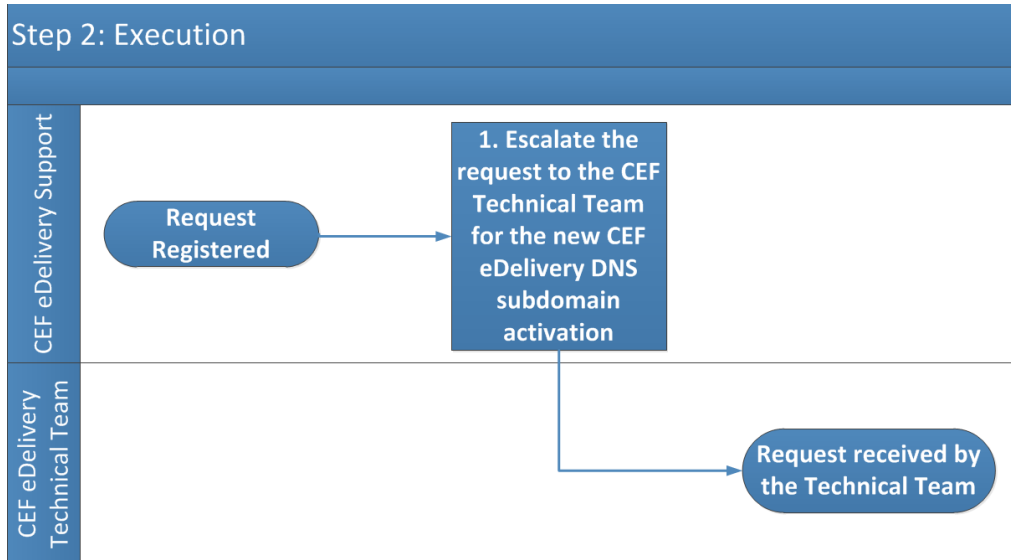 Step 2: Execution
CEF eDelivery Support
Request
Registered
1. Escalate the
request to the CEF
Technical Team
for the new CEF
eDelivery DNS
subdomain
activation
CEF eDelivery
Technical Team
Request received by
the Technical Team